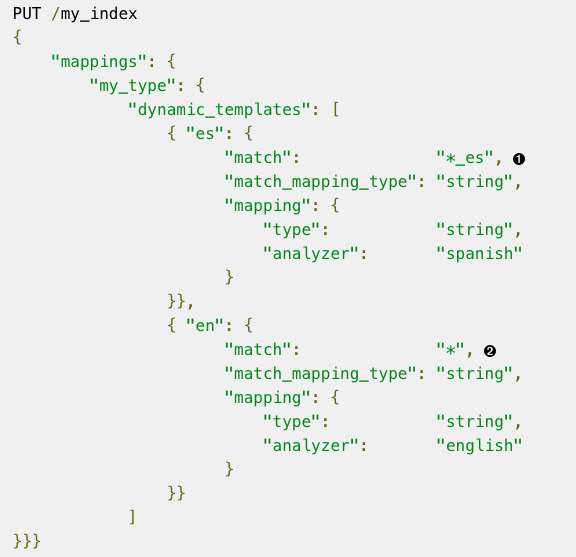 PUT /my_index
{
    "mappings": {
        "my_type": {
            "dynamic_templates": [
                { "es": {
                      "match":              "*_es", ❶
                      "match_mapping_type": "string",
                      "mapping": {
                          "type":           "string",
                          "analyzer":       "spanish"
                      }
                }},
                { "en": {
                      "match":              "*", ❷
                      "match_mapping_type": "string",
                      "mapping": {
                          "type":           "string",
                          "analyzer":       "english"
                      }
                }}
            ]
}}}